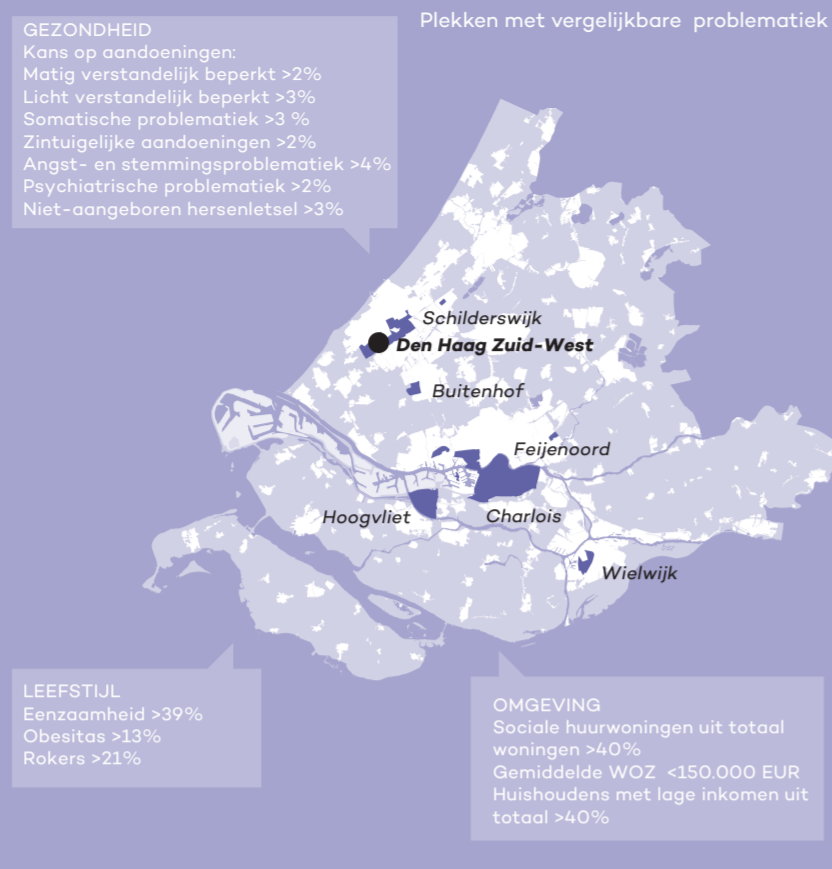 Plekken met vergelijkbare problematiek
GEZONDHEID
Kans op aandoeningen:
Matig verstandelijk beperkt >2%
Licht verstandelijk beperkt >3%
Somatische problematiek >3 %
Zintuigelijke aandoeningen >2%
Angst- en stemmingsproblematiek >4%
Psychiatrische problematiek >2%
Niet-aangeboren hersenletsel >3%
Schilderswijk
Den Haag Zuid-West
Buitenhof
Feijenoord
Hoogvliet
Charlois
Wielwijk
LEEFSTIJL
Eenzaamheid >39%
Obesitas >13%
Rokers >21%
OMGEVING
Sociale huurwoningen uit totaal
woningen >40%
Gemiddelde WOZ <150.000 EUR
Huishoudens met lage inkomen uit
totaal >40%